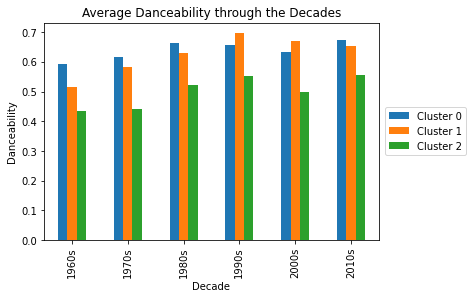 Average Danceability through the Decades
0.7
0.6
0.5
0.4
0.3
0.2
0.1
0.0
Danceability
1960s
1970s
1980s
1990s
2000s
2010s
Decade
Cluster 0
Cluster 1
Cluster 2